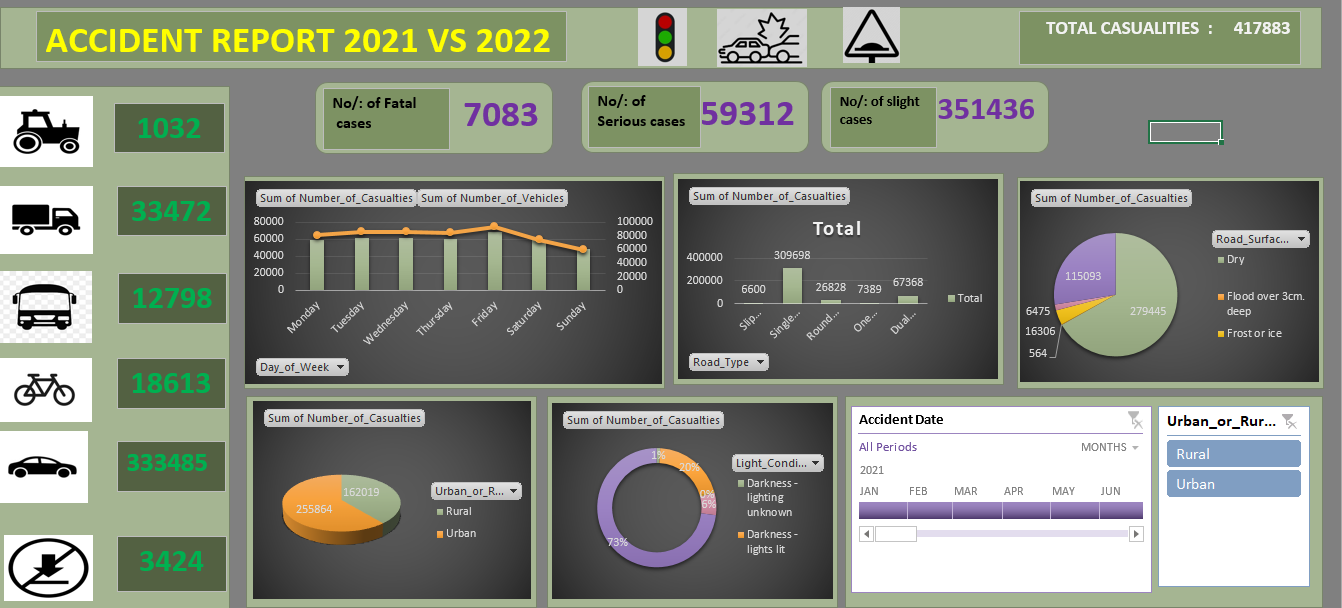 ACCIDENT REPORT 2021 VS 2022
TOTAL CASUALITIES : 417883
No/: of Fatal
cases
7083
No/: of
Serious cases
59312
No/: of slight
cases
351436
1032
33472
12798
18613
333485
3424
Sum of Number_of_Casualties Sum of Number_of_Vehicles
80000
60000
40000
20000
0
100000
80000
60000
40000
20000
0
Monday
Tuesday
Wednesday
Thursday
Friday
Saturday
Sunday
Day_of_Week
Sum of Number_of_Casualties
Total
400000
200000
0
6600
309698
26828
7389
67368
Slip...
Single...
Round...
One...
Dual...
Total
Road_Type
Sum of Number_of_Casualties
115093
279445
6475
16306
564
Road_Surfac...
Dry
Flood over 3cm.
deep
Frost or ice
Sum of Number_of_Casualties
162019
255864
Urban_or_R...
Rural
Urban
Sum of Number_of_Casualties
1%
20%
0%
6%
73%
Light_Condi...
Darkness -
lighting
unknown
Darkness -
lights lit
Accident Date
All Periods MONTHS
2021
JAN FEB MAR APR MAY JUN
Urban_or_Rur...
Rural
Urban